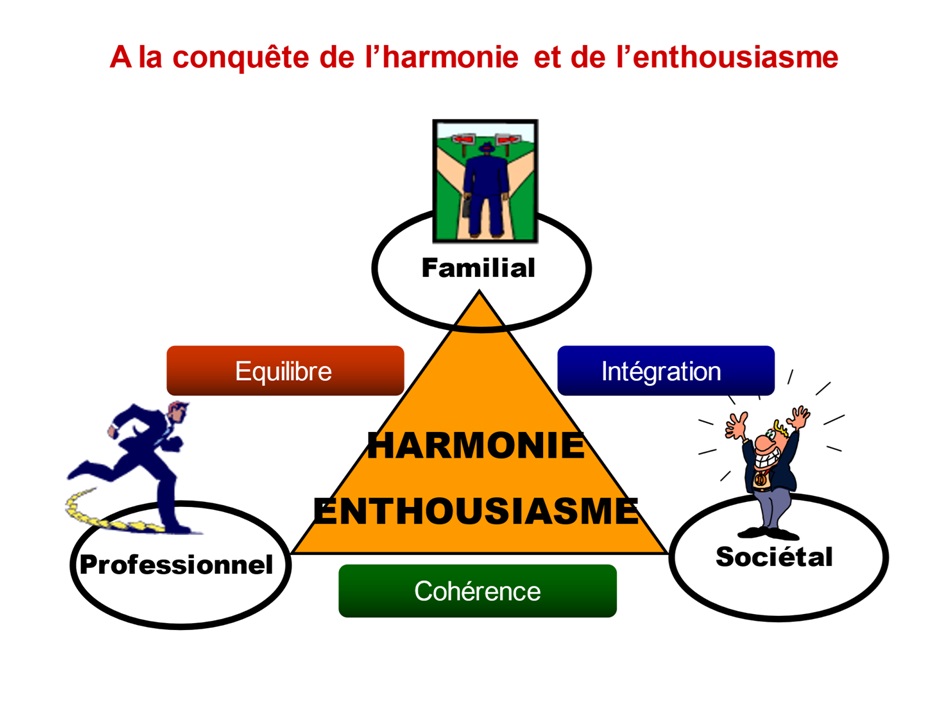 A la conquête de l’harmonie et de l’enthousiasme
Familial
Equilibre
Intégration
HARMONIE
ENTHOUSIASME
Professionnel
Sociétal
Cohérence